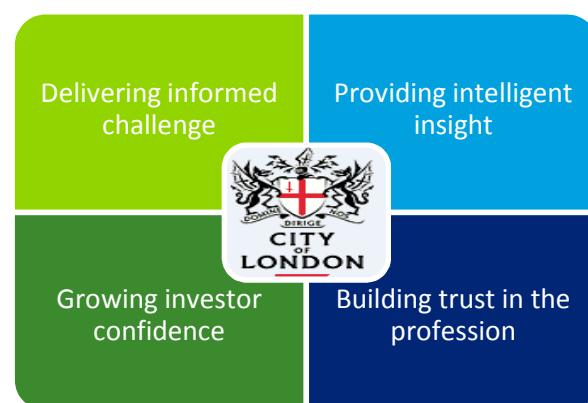 Delivering informed
challenge
Providing intelligent
insight
DOMINE DIRIGE NOS
CITY
OF
LONDON
Growing investor
confidence
Building trust in the
profession